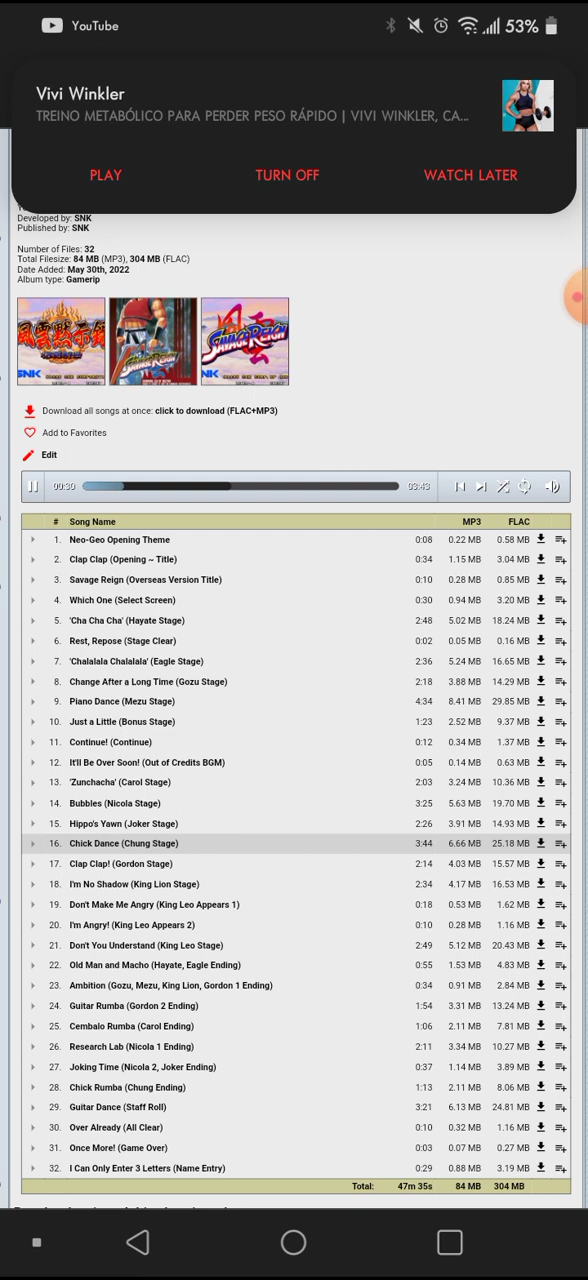 YouTube
53%
Vivi Winkler
TREINO METABÓLICO PARA PERDER PESO RÁPIDO | VIVI WINKLER, CA...
PLAY TURN OFF WATCH LATER
Developed by: SNK
Published by: SNK
Number of Files: 32
Total Filesize: 84 MB (MP3), 304 MB (FLAC)
Date Added: May 30th, 2022
Album type: Gamerip
風雲黙示録
SNK
SAVAGE REIGN
SAVAGE REIGN
SNK
Download all songs at once: click to download (FLAC+MP3)
Add to Favorites
Edit
00:30 03:43
# Song Name MP3 FLAC
1. Neo-Geo Opening Theme 0:08 0.22 MB 0.58 MB
2. Clap Clap (Opening ~ Title) 0:34 1.15 MB 3.04 MB
3. Savage Reign (Overseas Version Title) 0:10 0.28 MB 0.85 MB
4. Which One (Select Screen) 0:30 0.94 MB 3.20 MB
5. 'Cha Cha Cha' (Hayate Stage) 2:48 5.02 MB 18.24 MB
6. Rest, Repose (Stage Clear) 0:02 0.05 MB 0.16 MB
7. 'Chalalala Chalalala' (Eagle Stage) 2:36 5.24 MB 16.65 MB
8. Change After a Long Time (Gozu Stage) 2:18 3.88 MB 14.29 MB
9. Piano Dance (Mezu Stage) 4:34 8.41 MB 29.85 MB
10. Just a Little (Bonus Stage) 1:23 2.52 MB 9.37 MB
11. Continue! (Continue) 0:12 0.34 MB 1.37 MB
12. It'll Be Over Soon! (Out of Credits BGM) 0:05 0.14 MB 0.63 MB
13. 'Zunchacha' (Carol Stage) 2:03 3.24 MB 10.36 MB
14. Bubbles (Nicola Stage) 3:25 5.63 MB 19.70 MB
15. Hippo's Yawn (Joker Stage) 2:26 3.91 MB 14.93 MB
16. Chick Dance (Chung Stage) 3:44 6.66 MB 25.18 MB
17. Clap Clap! (Gordon Stage) 2:14 4.03 MB 15.57 MB
18. I'm No Shadow (King Lion Stage) 2:34 4.17 MB 16.53 MB
19. Don't Make Me Angry (King Leo Appears 1) 0:18 0.53 MB 1.62 MB
20. I'm Angry! (King Leo Appears 2) 0:10 0.28 MB 1.16 MB
21. Don't You Understand (King Leo Stage) 2:49 5.12 MB 20.43 MB
22. Old Man and Macho (Hayate, Eagle Ending) 0:55 1.53 MB 4.83 MB
23. Ambition (Gozu, Mezu, King Lion, Gordon 1 Ending) 0:34 0.91 MB 2.84 MB
24. Guitar Rumba (Gordon 2 Ending) 1:54 3.31 MB 13.24 MB
25. Cembalo Rumba (Carol Ending) 1:06 2.11 MB 7.81 MB
26. Research Lab (Nicola 1 Ending) 2:11 3.34 MB 10.27 MB
27. Joking Time (Nicola 2, Joker Ending) 0:37 1.14 MB 3.89 MB
28. Chick Rumba (Chung Ending) 1:13 2.11 MB 8.06 MB
29. Guitar Dance (Staff Roll) 3:21 6.13 MB 24.81 MB
30. Over Already (All Clear) 0:10 0.32 MB 1.16 MB
31. Once More! (Game Over) 0:03 0.07 MB 0.27 MB
32. I Can Only Enter 3 Letters (Name Entry) 0:29 0.88 MB 3.19 MB
Total: 47m 35s 84 MB 304 MB